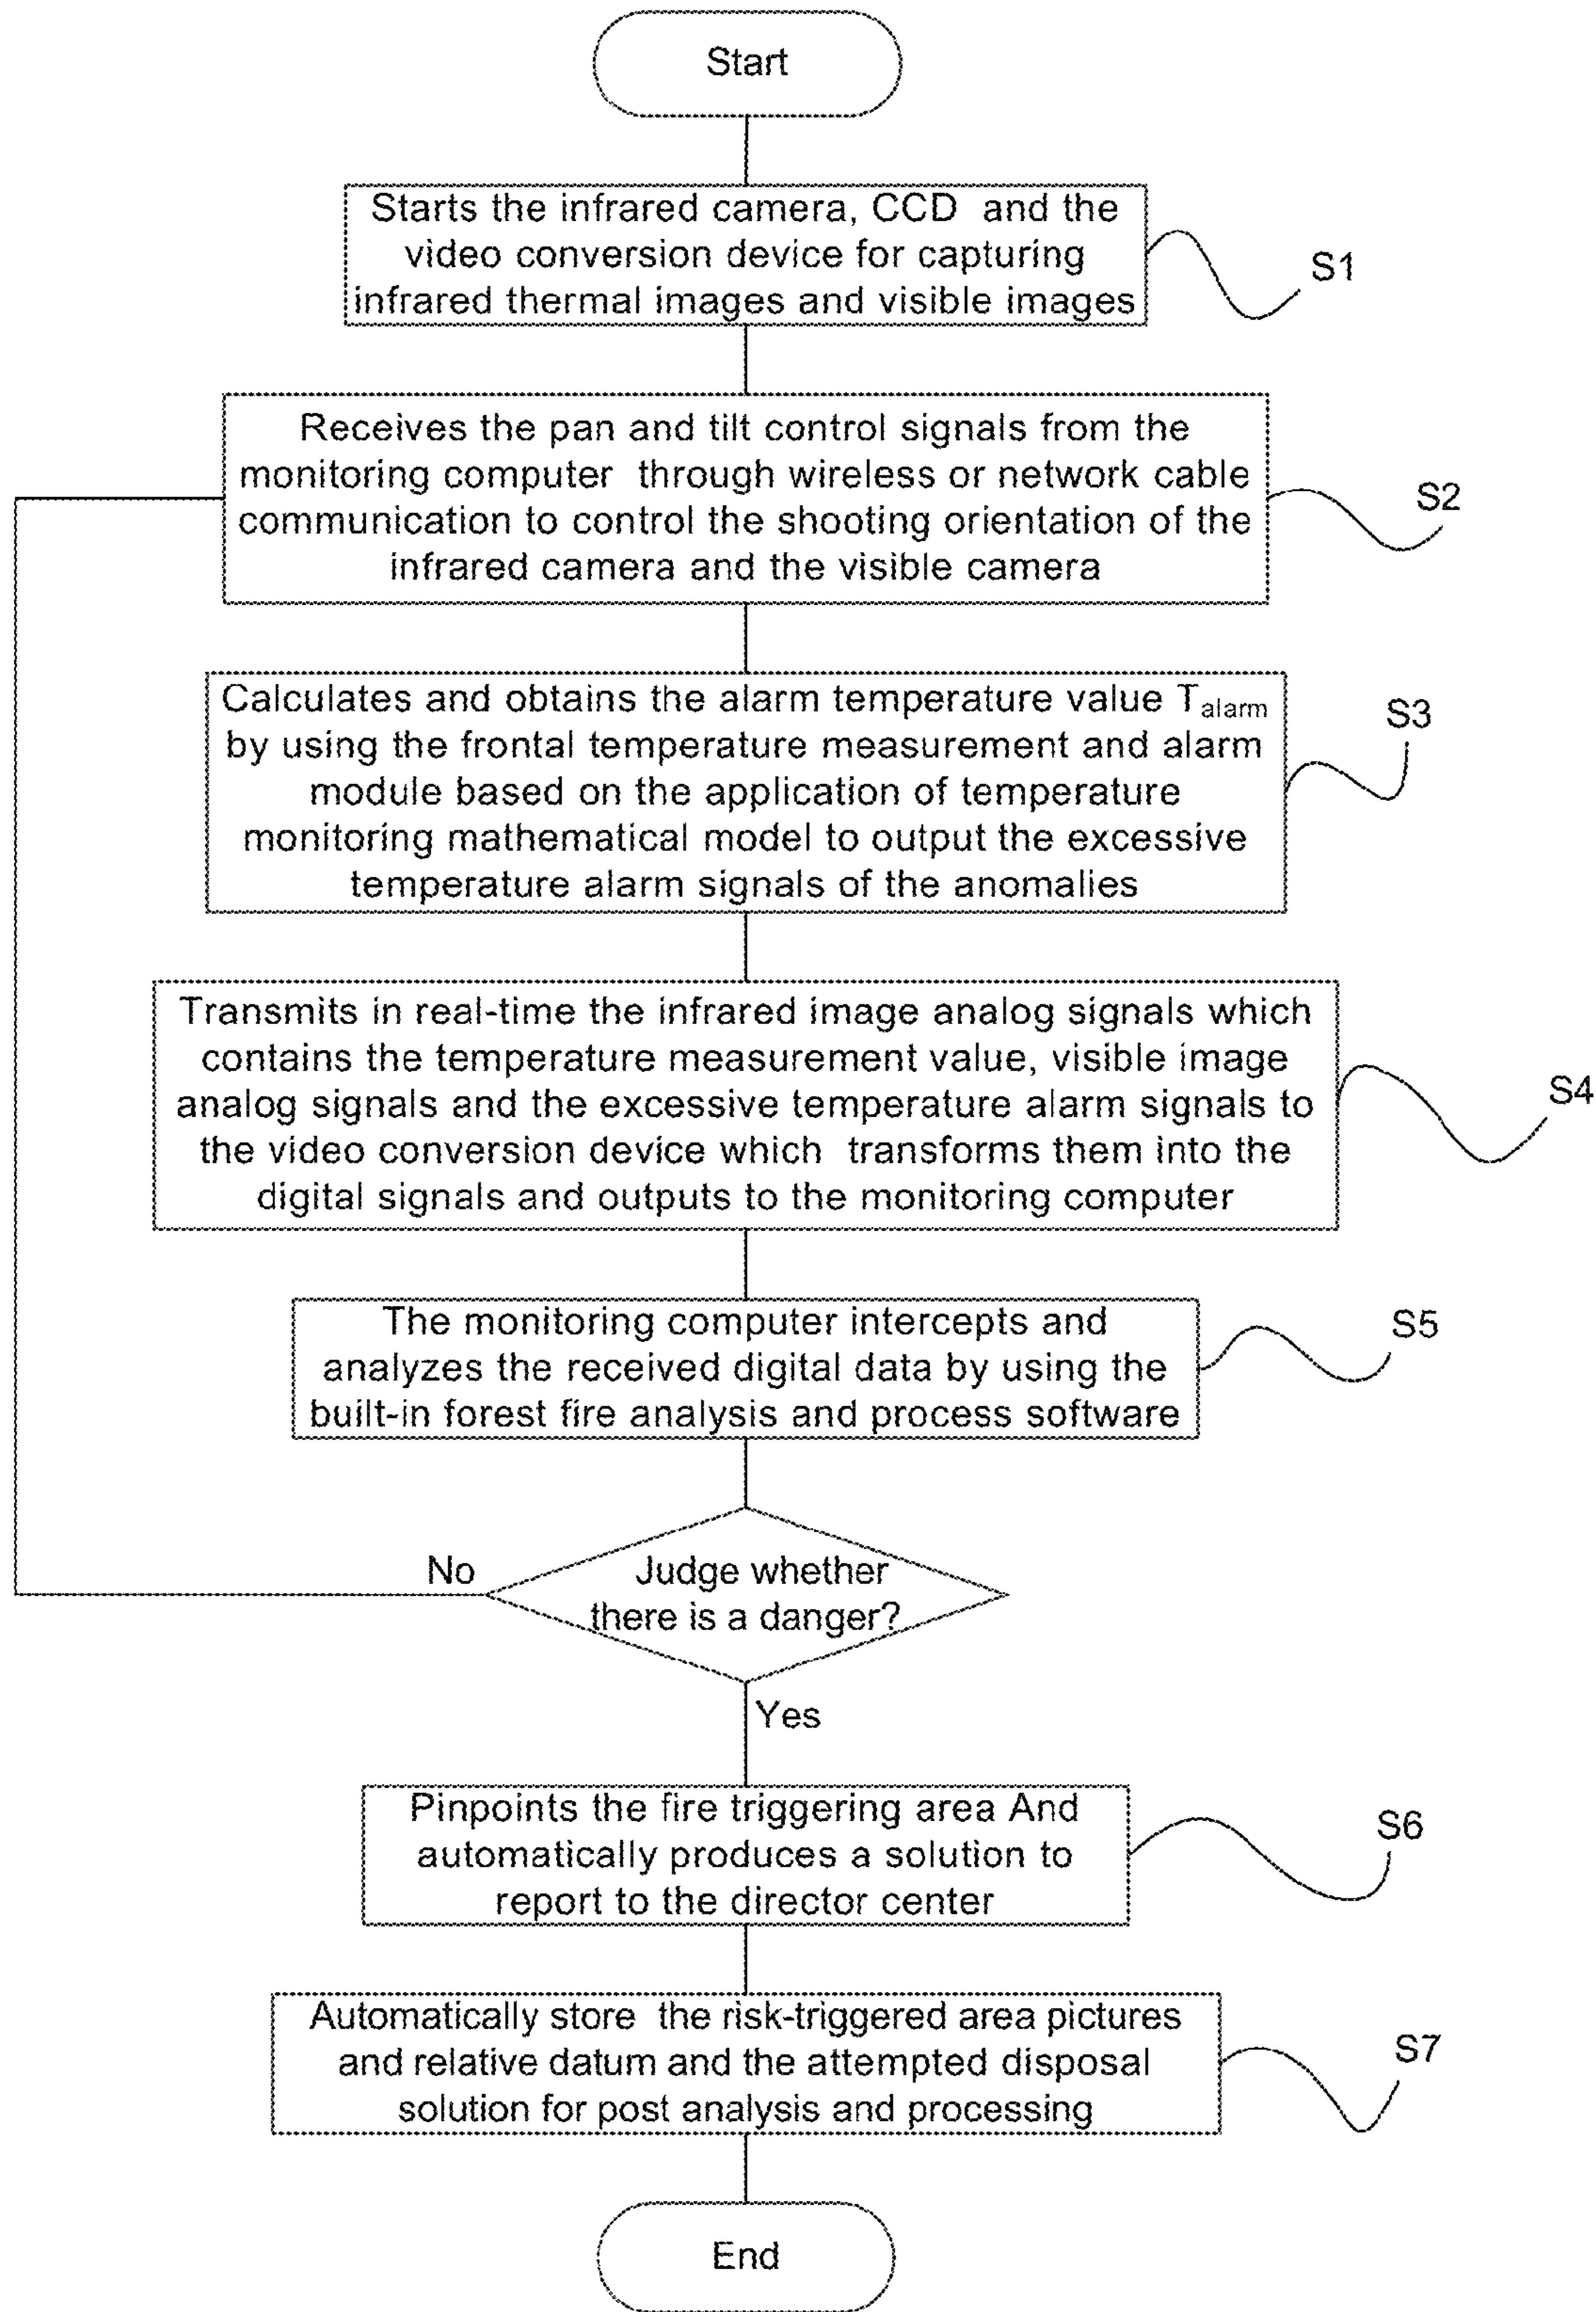 Start
Starts the infrared camera, CCD and the
video conversion device for capturing
infrared thermal images and visible images
S1
Receives the pan and tilt control signals from the
monitoring computer through wireless or network cable
communication to control the shooting orientation of the
infrared camera and the visible camera
S2
Calculates and obtains the alarm temperature value Talarm
by using the frontal temperature measurement and alarm
module based on the application of temperature
monitoring mathematical model to output the excessive
temperature alarm signals of the anomalies
S3
Transmits in real-time the infrared image analog signals which
contains the temperature measurement value, visible image
analog signals and the excessive temperature alarm signals to
the video conversion device which transforms them into the
digital signals and outputs to the monitoring computer
S4
The monitoring computer intercepts and
analyzes the received digital data by using the
built-in forest fire analysis and process software
S5
No
Judge whether
there is a danger?
Yes
Pinpoints the fire triggering area And
automatically produces a solution to
report to the director center
S6
Automatically store the risk-triggered area pictures
and relative datum and the attempted disposal
solution for post analysis and processing
S7
End